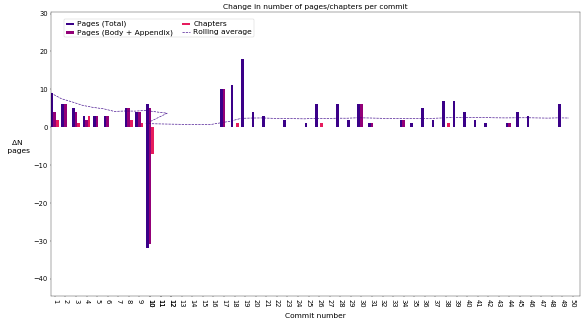 Change in number of pages/chapters per commit
Pages (Total)
Pages (Body + Appendix)
Chapters
Rolling average
30
20
10
0
−10
−20
−30
−40
ΔN
pages
1 2 3 4 5 6 7 8 9 10 11 12 13 14 15 16 17 18 19 20 21 22 23 24 25 26 27 28 29 30 31 32 33 34 35 36 37 38 39 40 41 42 43 44 45 46 47 48 49 50
Commit number